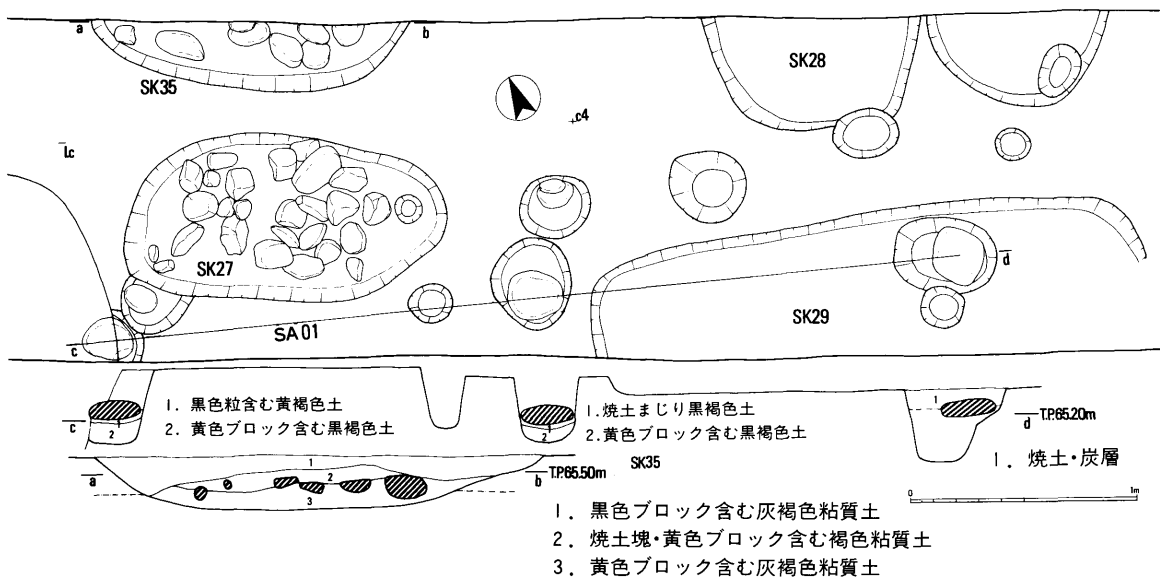 a
b
SK35
SK28
c4
l.c
SK27
d
SA01
SK29
c
1. 黒色粒含む黄褐色土
2. 黄色ブロック含む黒褐色土
1
2
c
1.焼土まじり黒褐色土
2.黄色ブロック含む黒褐色土
1
2
1
d T.P.65.20m
1. 焼土・炭層
a
1
2
3
b T.P.65.50m
SK35
0 1m
1. 黒色ブロック含む灰褐色粘質土
2. 焼土塊・黄色ブロック含む褐色粘質土
3. 黄色ブロック含む灰褐色粘質土